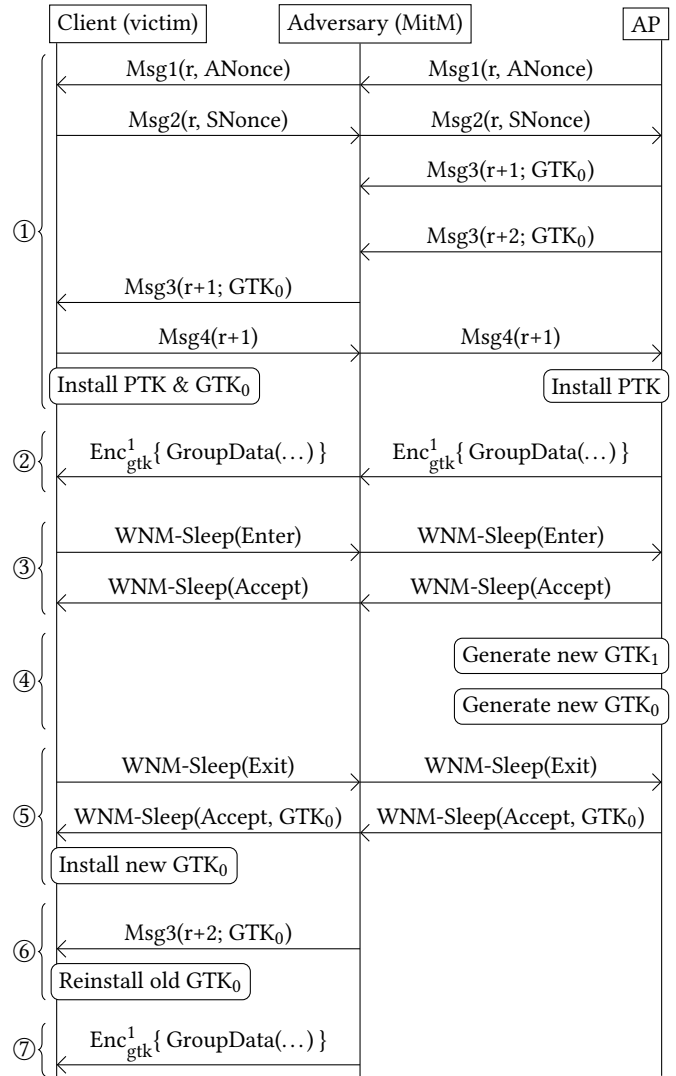 Client (victim) Adversary (MitM) AP
Msg1(r, ANonce) Msg1(r, ANonce)
Msg2(r, SNonce) Msg2(r, SNonce)
Msg3(r+1; GTK₀)
① Msg3(r+2; GTK₀)
Msg3(r+1; GTK₀)
Msg4(r+1) Msg4(r+1)
Install PTK & GTK₀ Install PTK
② Enc¹gtk{ GroupData(…) } Enc¹gtk{ GroupData(…) }
WNM-Sleep(Enter) WNM-Sleep(Enter)
③ WNM-Sleep(Accept) WNM-Sleep(Accept)
Generate new GTK₁
④ Generate new GTK₀
WNM-Sleep(Exit) WNM-Sleep(Exit)
⑤ WNM-Sleep(Accept, GTK₀) WNM-Sleep(Accept, GTK₀)
Install new GTK₀
Msg3(r+2; GTK₀)
⑥ Reinstall old GTK₀
⑦ Enc¹gtk{ GroupData(…) }